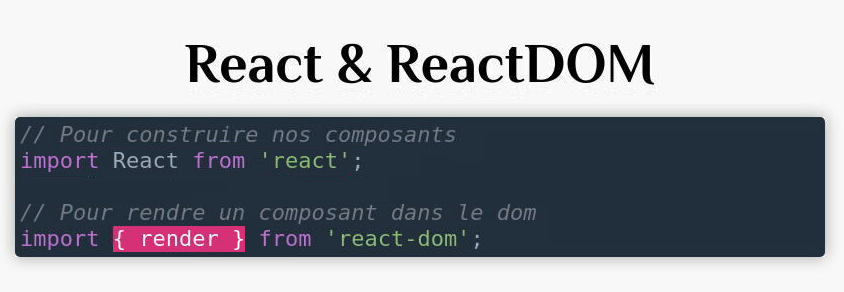 React & ReactDOM
// Pour construire nos composants
import React from 'react';
// Pour rendre un composant dans le dom
import { render } from 'react-dom';